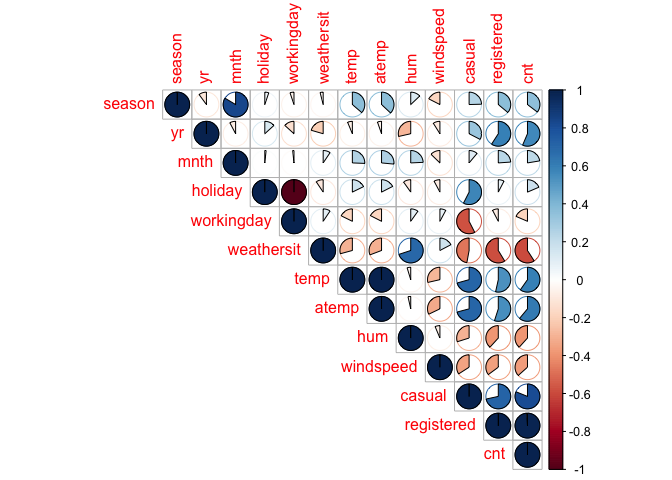 season
yr
mnth
holiday
workingday
weathersit
temp
atemp
hum
windspeed
casual
registered
cnt
season
yr
mnth
holiday
workingday
weathersit
temp
atemp
hum
windspeed
casual
registered
cnt
1
0.8
0.6
0.4
0.2
0
-0.2
-0.4
-0.6
-0.8
-1